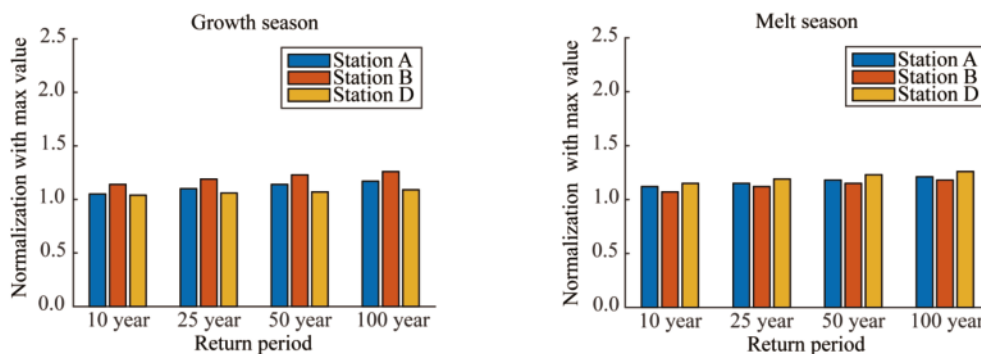 Growth season
Normalization with max value
2.5
2.0
1.5
1.0
0.5
0.0
Station A
Station B
Station D
10 year 25 year 50 year 100 year
Return period
Melt season
Normalization with max value
2.5
2.0
1.5
1.0
0.5
0.0
Station A
Station B
Station D
10 year 25 year 50 year 100 year
Return period